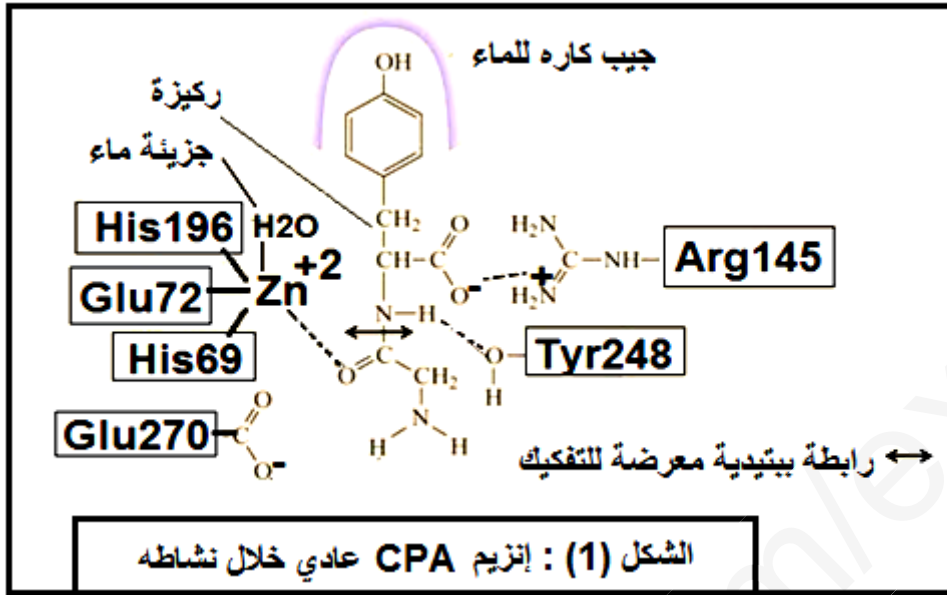 جيب كاره للماء
OH
ركيزة
جزيئة ماء
CH₂
H2O
His196
+2
Glu72
Zn
His69
CH
C
O
O-
H₂N
+
C
NH
H₂N
Arg145
N
H
O
C
CH₂
N
H
H
O
H
Tyr248
Glu270
C
O
O-
رابطة ببتيدية معرضة للتفكيك
الشكل (1) : إنزيم CPA عادي خلال نشاطه
m/ex